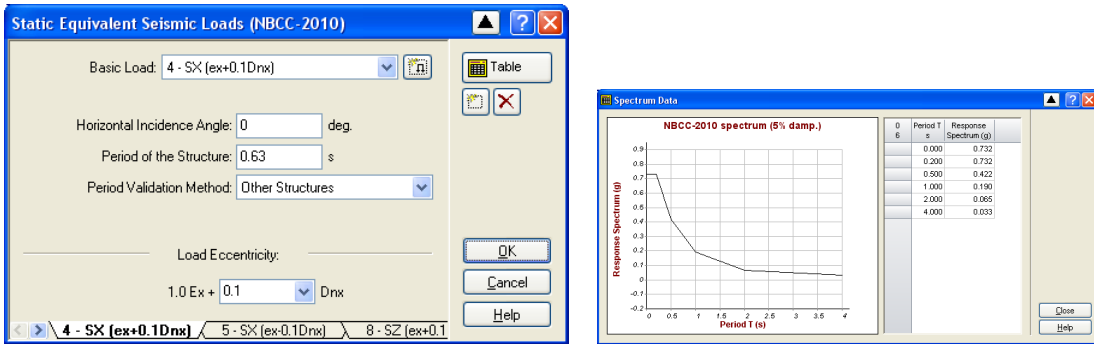 Static Equivalent Seismic Loads (NBCC-2010)
Basic Load: 4 - SX (ex+0.1Dnx)
Table
Horizontal Incidence Angle: 0 deg.
Period of the Structure: 0.63 s
Period Validation Method: Other Structures
Load Eccentricity:
1.0 Ex + 0.1 Dnx
OK
Cancel
Help
4 - SX (ex+0.1Dnx) 5 - SX (ex-0.1Dnx) 8 - SZ (ex+0.1
Spectrum Data
NBCC-2010 spectrum (5% damp.)
Response Spectrum (g)
0.9
0.8
0.7
0.6
0.5
0.4
0.3
0.2
0.1
0
-0.1
-0.2
0 0.5 1 1.5 2 2.5 3 3.5 4
Period T (s)
0 Period T Response
6 s Spectrum (g)
0.000 0.732
0.200 0.732
0.500 0.422
1.000 0.190
2.000 0.065
4.000 0.033
Close
Help